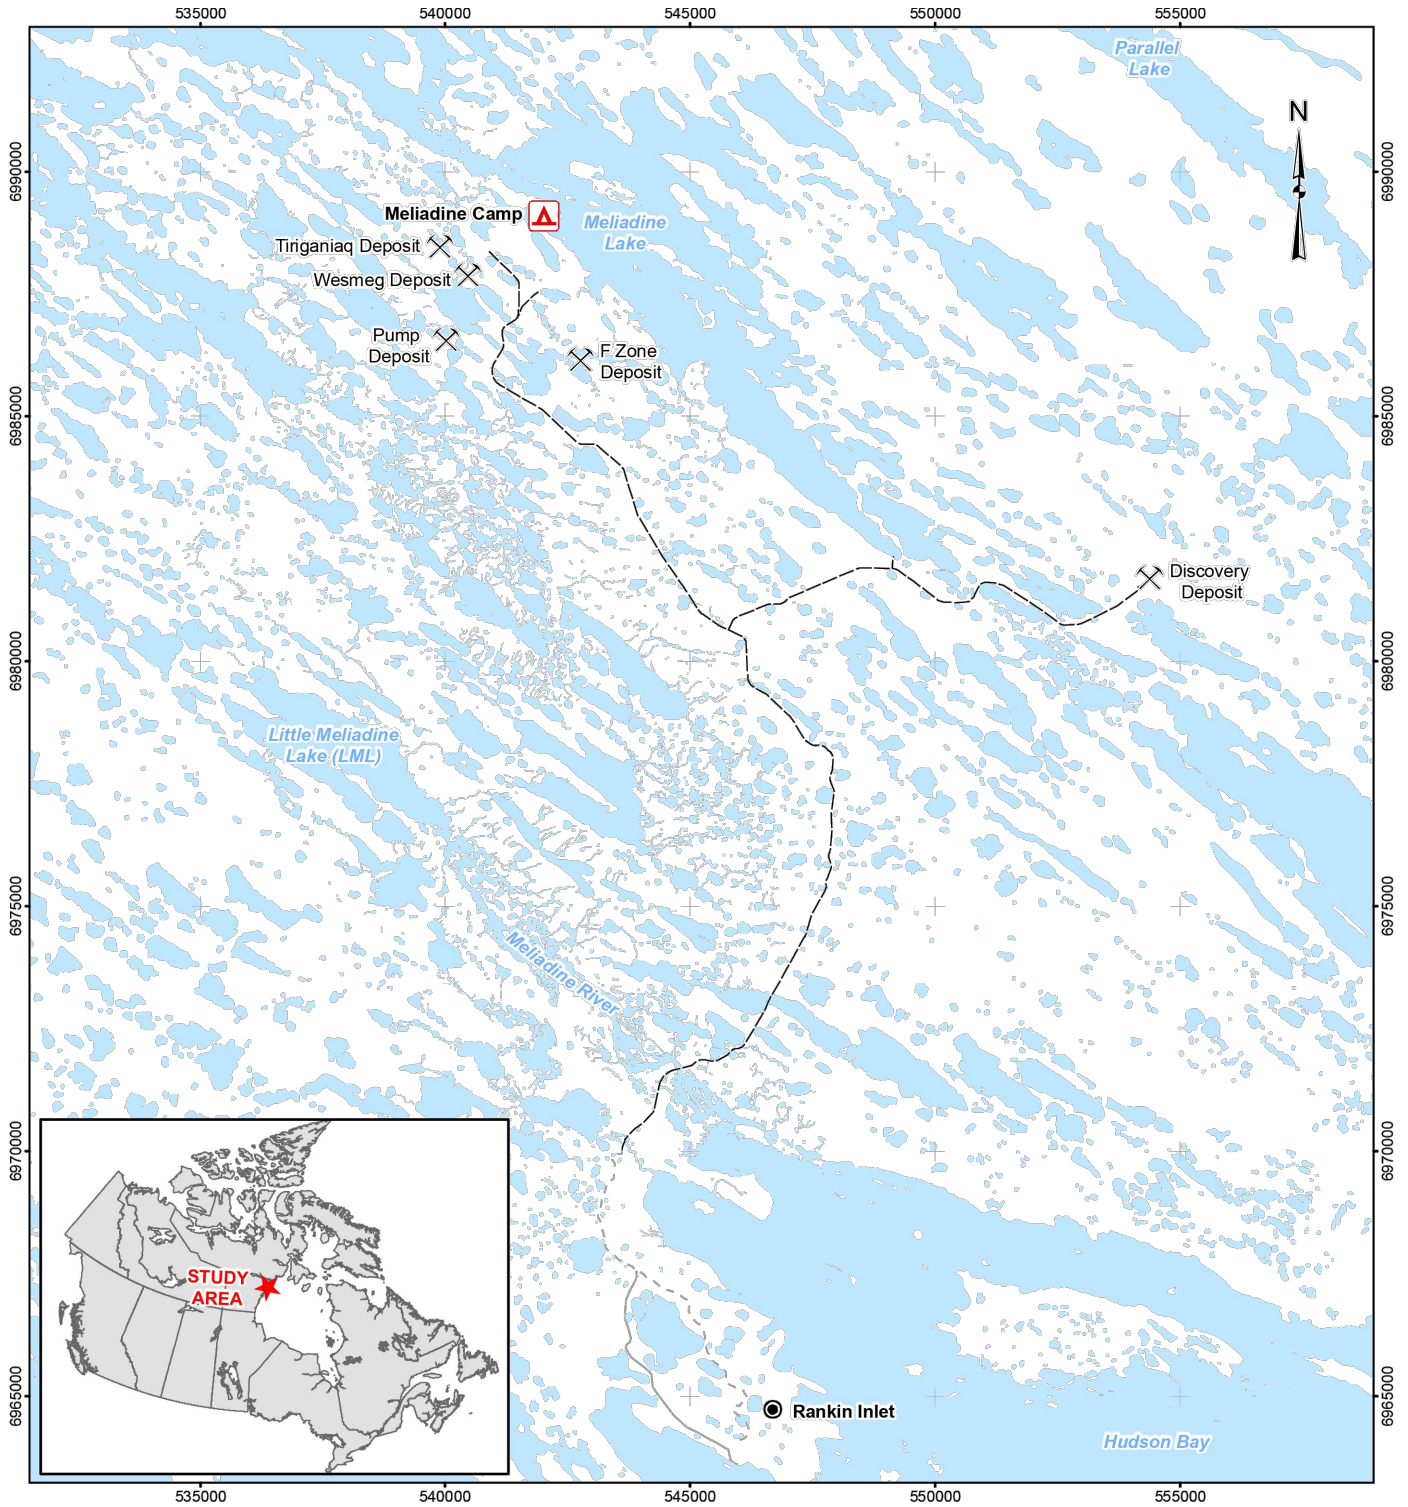 535000
540000
545000
550000
555000
Parallel
Lake
N
6990000
6990000
Meliadine Camp
Meliadine
Lake
Tiriganiaq Deposit
Wesmeg Deposit
Pump
Deposit
F Zone
Deposit
6985000
6985000
Discovery
Deposit
6980000
6980000
Little Meliadine
Lake (LML)
6975000
6975000
Meliadine River
6970000
6970000
STUDY
AREA
6965000
6965000
Rankin Inlet
Hudson Bay
535000
540000
545000
550000
555000